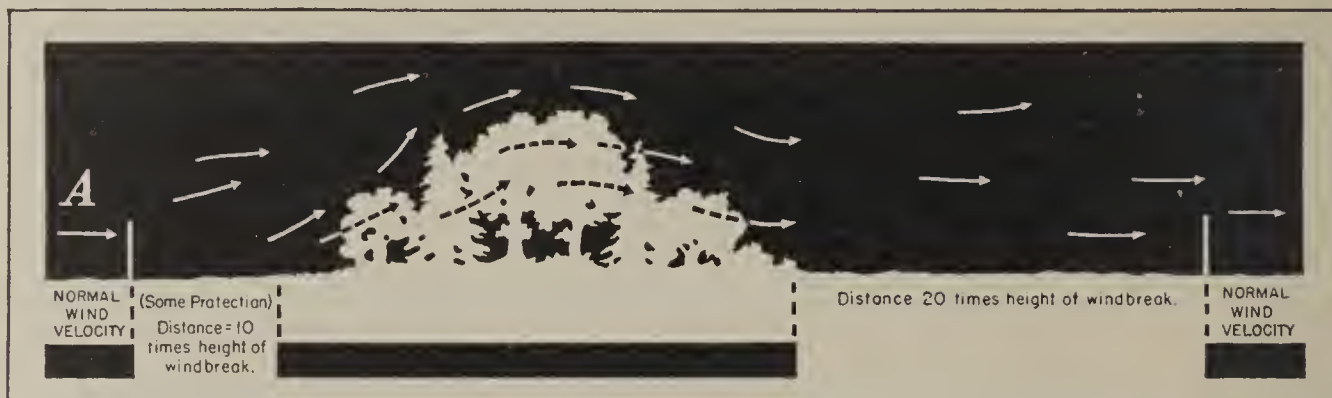 A
NORMAL
WIND
VELOCITY
(Some Protection)
Distance=10
times height of
windbreak.
Distance 20 times height of windbreak.
NORMAL
WIND
VELOCITY